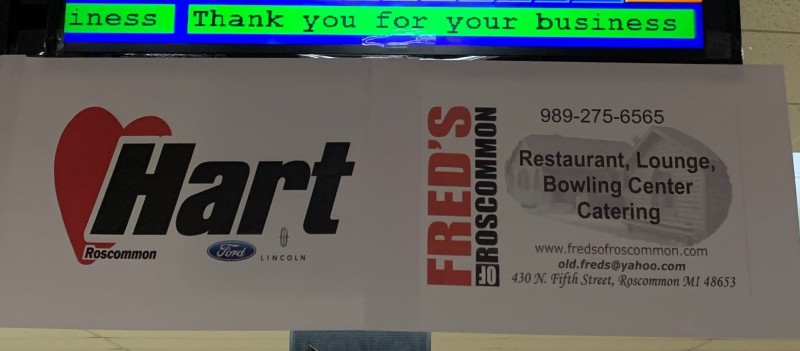 iness Thank you for your business
Hart
Roscommon
Ford
LINCOLN
FRED'S
OF ROSCOMMON
989-275-6565
Restaurant, Lounge,
Bowling Center
Catering
www.fredsofroscommon.com
old.freds@yahoo.com
430 N. Fifth Street, Roscommon MI 48653